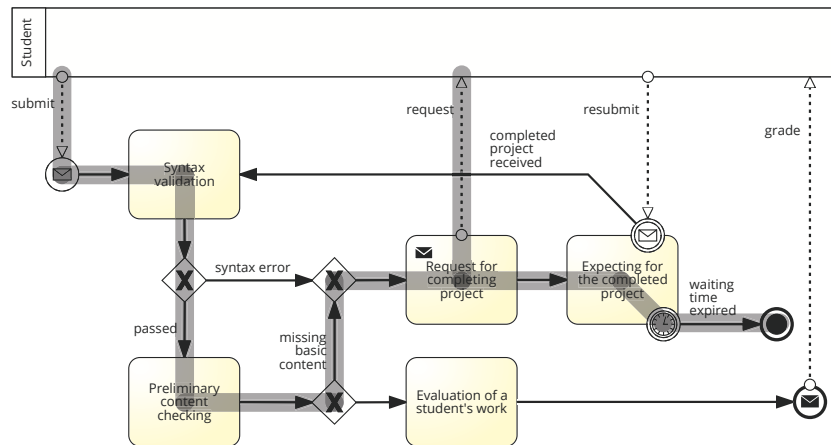 Student
submit
request
resubmit
grade
completed
project
received
Syntax
validation
syntax error
Request for
completing
project
Expecting for
the completed
project
waiting
time
expired
passed
missing
basic
content
Preliminary
content
checking
Evaluation of a
student's work